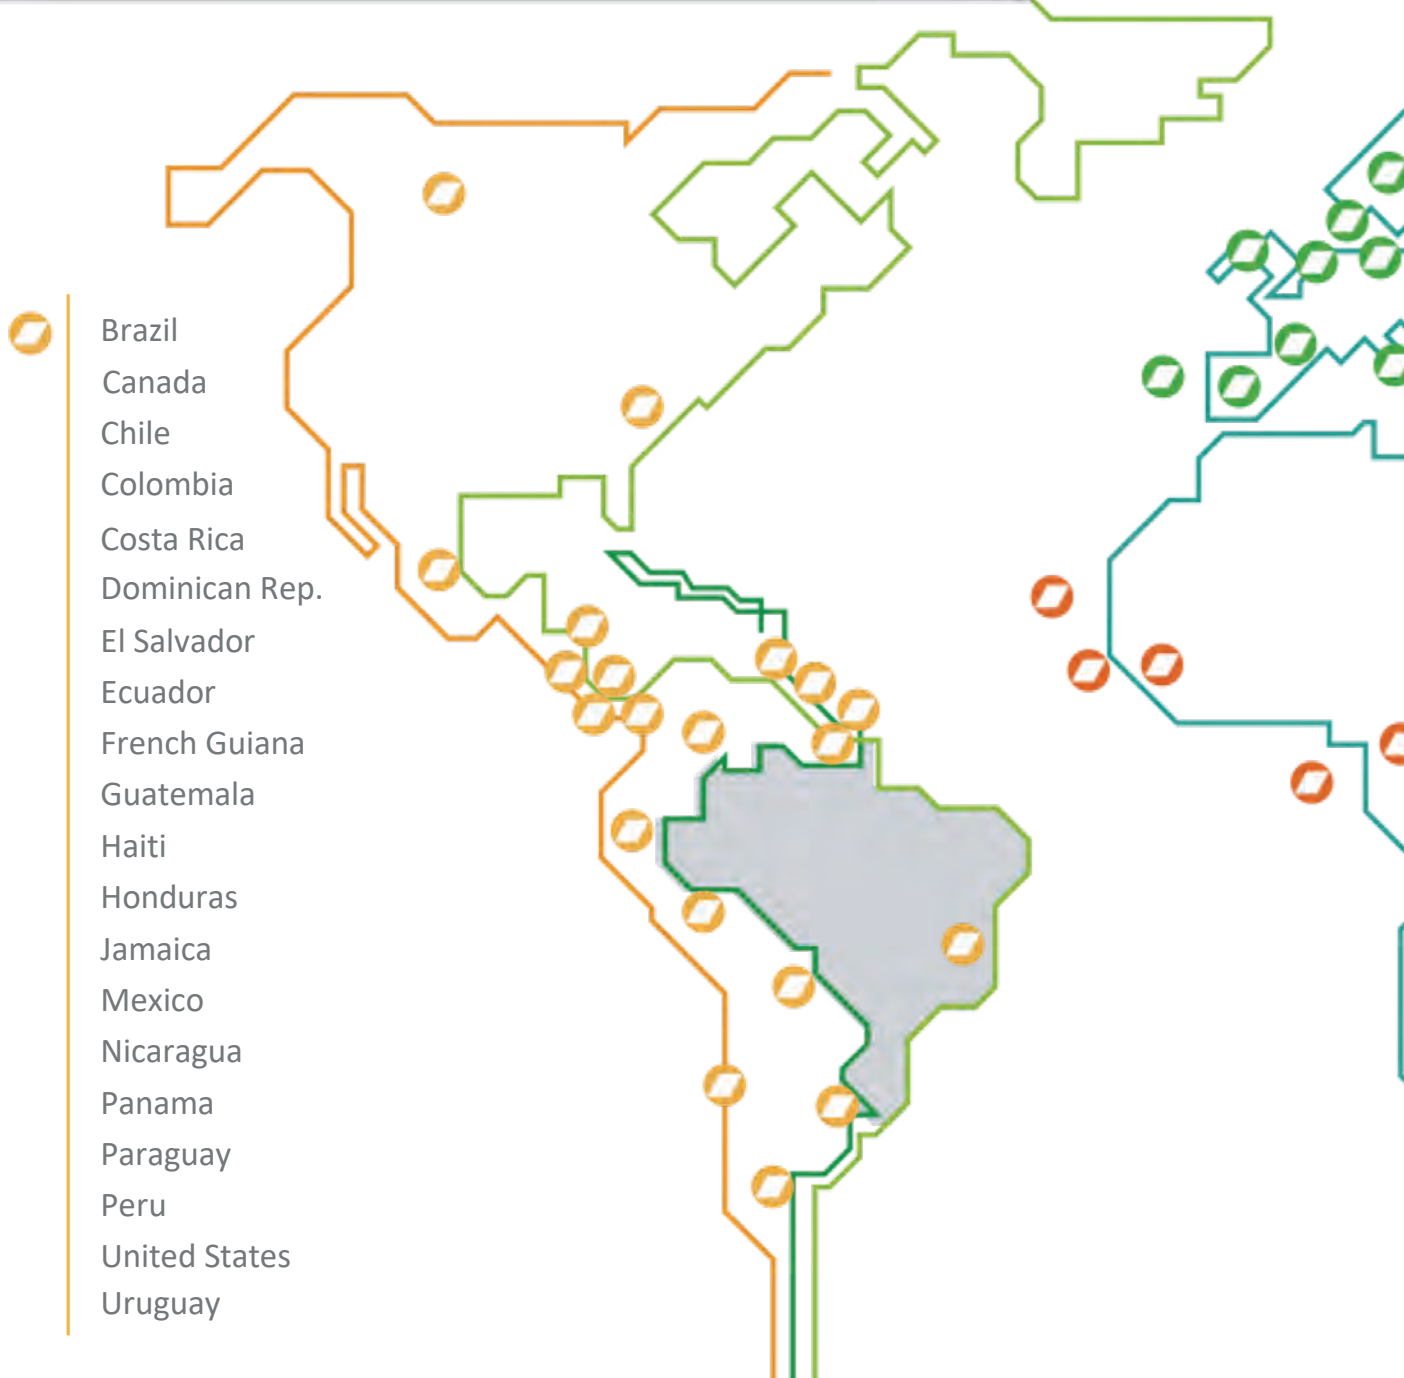 Brazil
Canada
Chile
Colombia
Costa Rica
Dominican Rep.
El Salvador
Ecuador
French Guiana
Guatemala
Haiti
Honduras
Jamaica
Mexico
Nicaragua
Panama
Paraguay
Peru
United States
Uruguay